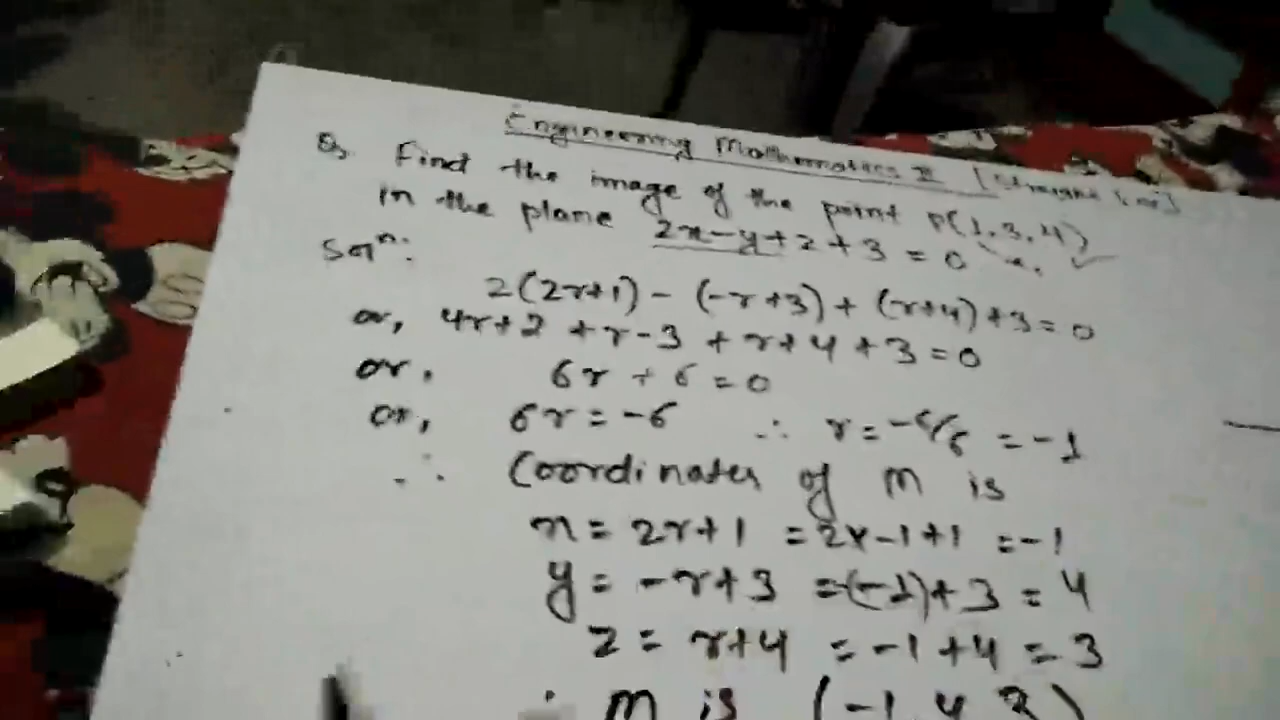 Engineering Mathematics II [Straight line]
Q. Find the image of the point P(1,3,4)
in the plane 2x-y+z+3=0
Solⁿ:
2(2r+1) - (-r+3) + (r+4)+3=0
or, 4r+2 +r-3 +r+4+3=0
or, 6r+6=0
or, 6r=-6 ∴ r=-6/6 =-1
∴ Coordinates of M is
x= 2r+1 =2x-1+1 =-1
y= -r+3 =-(-1)+3 = 4
z= r+4 =-1+4=3
∴ M is (-1,4,3)